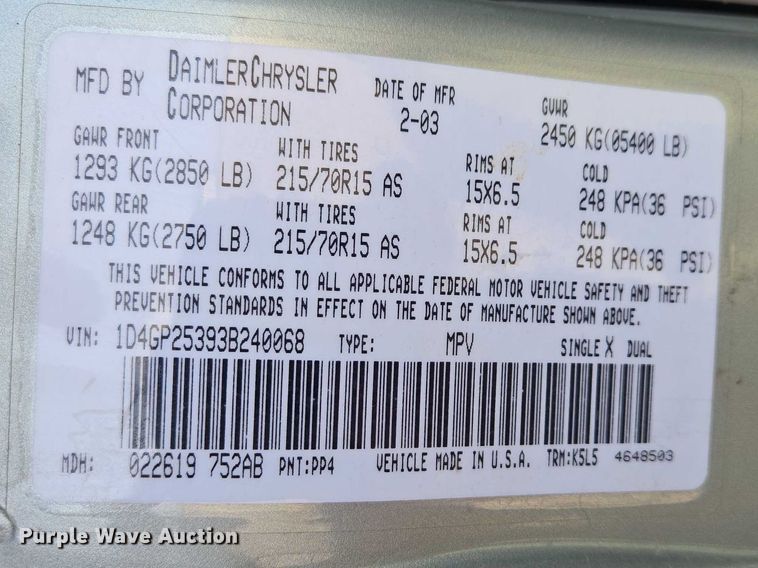 MFD BY DAIMLERCHRYSLER CORPORATION DATE OF MFR 2-03 GVWR 2450 KG(05400 LB)
GAWR FRONT WITH TIRES RIMS AT COLD
1293 KG(2850 LB) 215/70R15 AS 15X6.5 248 KPA(36 PSI)
GAWR REAR WITH TIRES RIMS AT COLD
1248 KG(2750 LB) 215/70R15 AS 15X6.5 248 KPA(36 PSI)
THIS VEHICLE CONFORMS TO ALL APPLICABLE FEDERAL MOTOR VEHICLE SAFETY AND THEFT
PREVENTION STANDARDS IN EFFECT ON THE DATE OF MANUFACTURE SHOWN ABOVE.
VIN: 1D4GP25393B240068 TYPE: MPV SINGLE X DUAL
MDH: 022619 752AB PNT:PP4 VEHICLE MADE IN U.S.A. TRM:K5L5 4648503
Purple Wave Auction